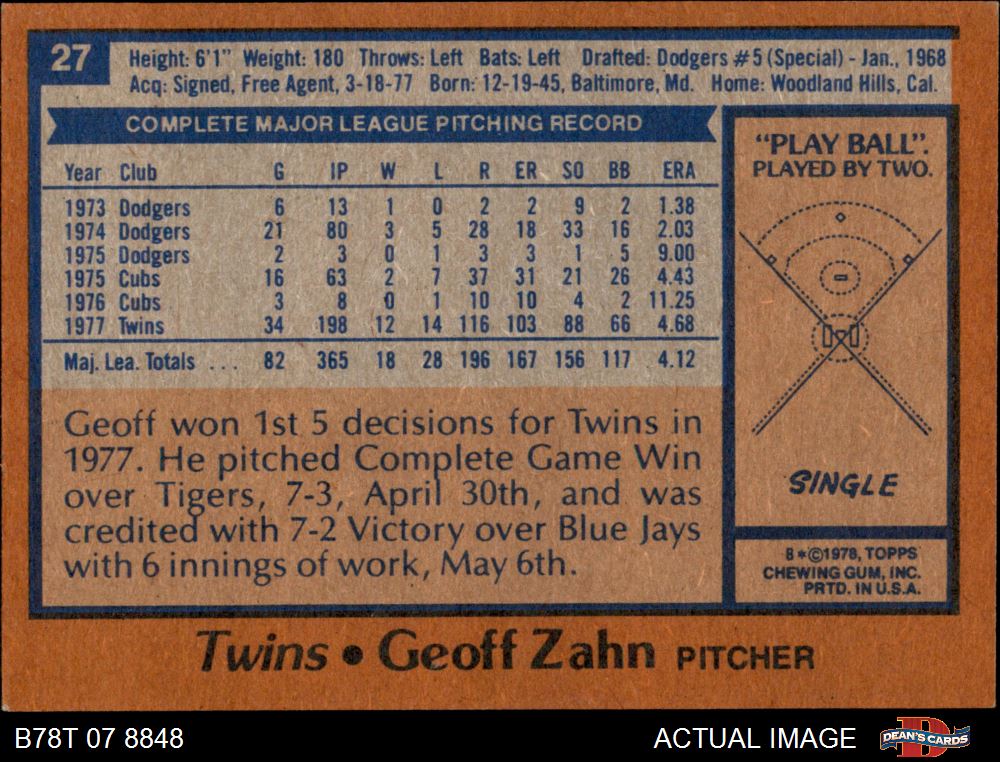 27
Height: 6'1" Weight: 180 Throws: Left Bats: Left Drafted: Dodgers #5 (Special) - Jan., 1968
Acq: Signed, Free Agent, 3-18-77 Born: 12-19-45, Baltimore, Md. Home: Woodland Hills, Cal.
COMPLETE MAJOR LEAGUE PITCHING RECORD
Year Club G IP W L R ER SO BB ERA
1973 Dodgers 6 13 1 0 2 2 9 2 1.38
1974 Dodgers 21 80 3 5 28 18 33 16 2.03
1975 Dodgers 2 3 0 1 3 3 1 5 9.00
1975 Cubs 16 63 2 7 37 31 21 26 4.43
1976 Cubs 3 8 0 1 10 10 4 2 11.25
1977 Twins 34 198 12 14 116 103 88 66 4.68
Maj. Lea. Totals ... 82 365 18 28 196 167 156 117 4.12
Geoff won 1st 5 decisions for Twins in
1977. He pitched Complete Game Win
over Tigers, 7-3, April 30th, and was
credited with 7-2 Victory over Blue Jays
with 6 innings of work, May 6th.
"PLAY BALL".
PLAYED BY TWO.
SINGLE
8*©1978, TOPPS
CHEWING GUM, INC.
PRTD. IN U.S.A.
Twins • Geoff Zahn PITCHER
B78T 07 8848
ACTUAL IMAGE
D
DEAN'S CARDS